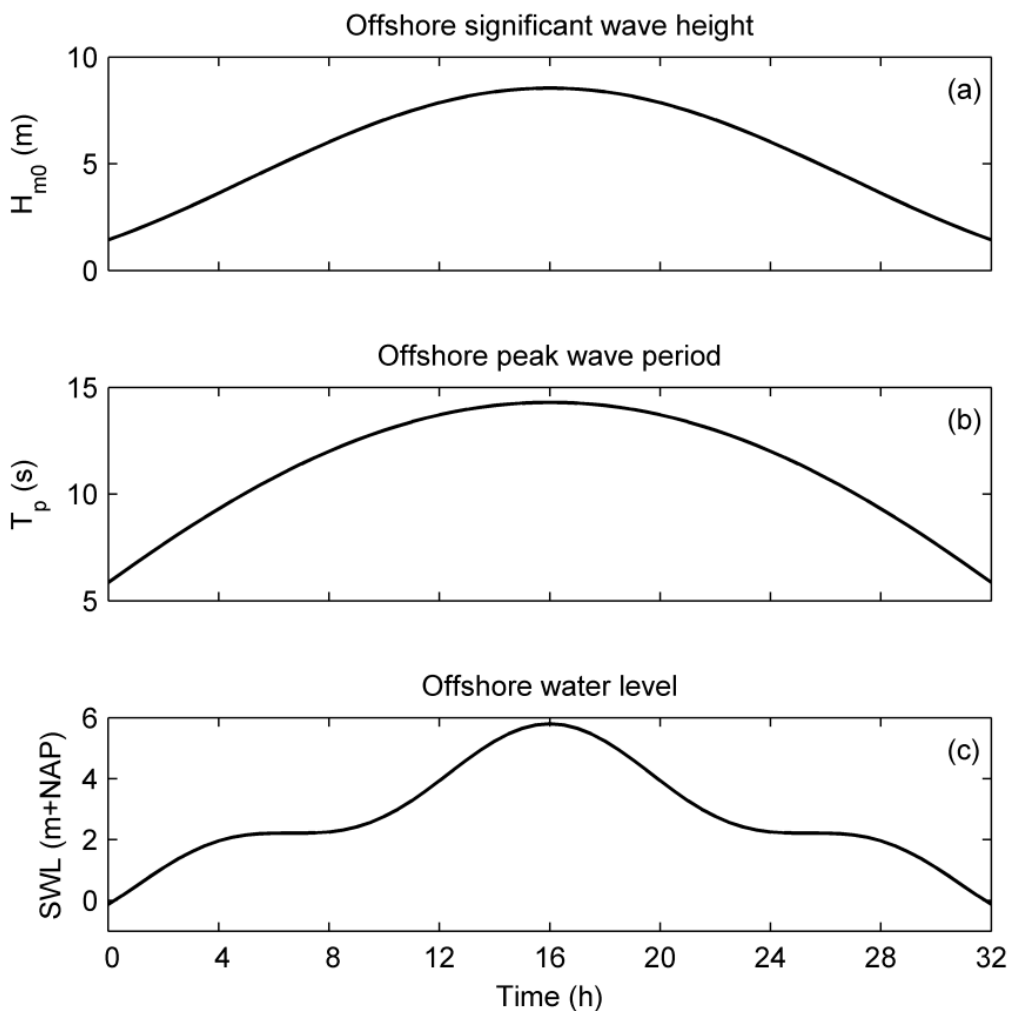 Offshore significant wave height
10
5
0
H_m0 (m)
(a)
Offshore peak wave period
15
10
5
T_p (s)
(b)
Offshore water level
6
4
2
0
SWL (m+NAP)
(c)
0 4 8 12 16 20 24 28 32
Time (h)